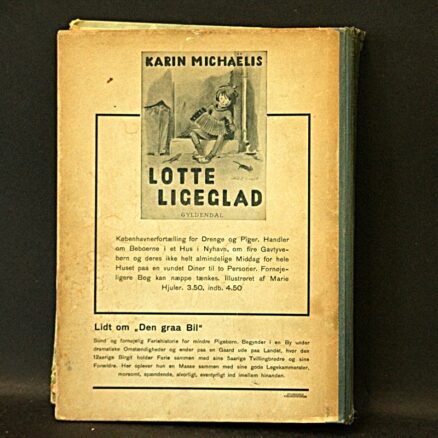 KARIN MICHAËLIS
LOTTE
LIGEGLAD
GYLDENDAL
Københavnerfortælling for Drenge og Piger. Handler
om Beboerne i et Hus i Nyhavn, om fire Gavtyve-
børn og deres ikke helt almindelige Middag for hele
Huset paa en vundet Diner til to Personer. Fornøje-
ligere Bog kan næppe tænkes. Illustreret af Marie
Hjuler. 3.50, indb. 4.50
Lidt om „Den graa Bil"
Sund og fornøjelig Feriehistorie for mindre Pigebørn. Begynder i en By under
dramatiske Omstændigheder og ender paa en Gaard ude paa Landet, hvor den
12aarige Birgit holder Ferie sammen med sine 5aarige Tvillingbrødre og sine
Forældre. Her oplever hun en Masse sammen med sine gode Legekammerater,
morsomt, spændende, alvorligt, eventyrligt ind imellem hinanden.